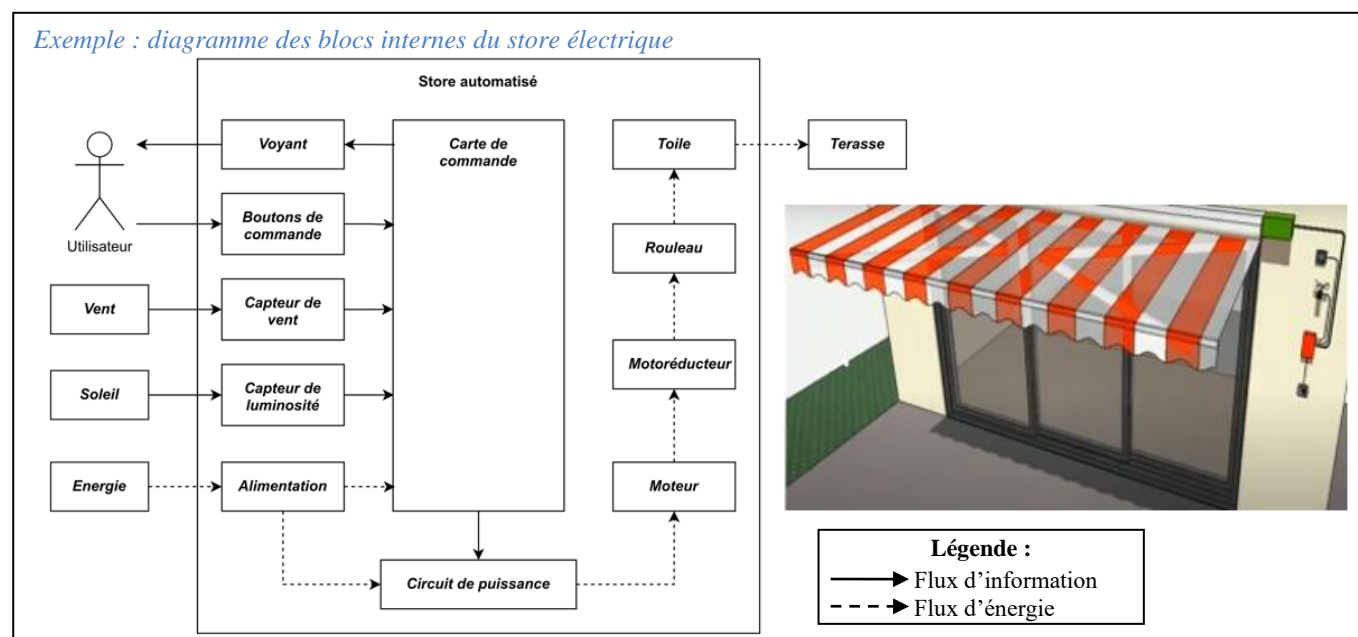 Exemple : diagramme des blocs internes du store électrique
Store automatisé
Voyant
Carte de
commande
Toile
Terasse
Utilisateur
Boutons de
commande
Rouleau
Vent
Capteur de
vent
Motoréducteur
Soleil
Capteur de
luminosité
Energie
Alimentation
Moteur
Circuit de puissance
Légende :
Flux d'information
Flux d'énergie